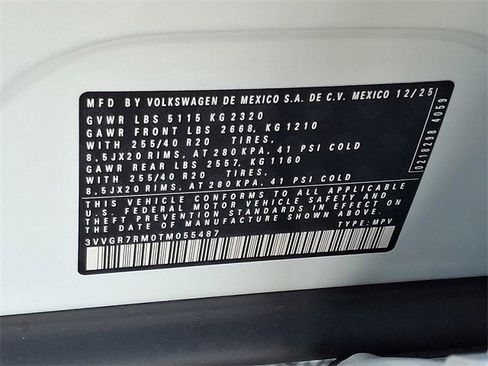 MFD BY VOLKSWAGEN DE MEXICO S.A. DE C.V. MEXICO 12/25
GVWR LBS 5115 KG 2320
GAWR FRONT LBS 2668, KG 1210
WITH 255/40 R20 TIRES,
8,5JX20 RIMS, AT 280 KPA, 41 PSI COLD
GAWR REAR LBS 2557, KG 1160
WITH 255/40 R20 TIRES,
8,5JX20 RIMS, AT 280 KPA, 41 PSI COLD
THIS VEHICLE CONFORMS TO ALL APPLICABLE
U.S. FEDERAL MOTOR VEHICLE SAFETY AND
THEFT PREVENTION STANDARDS IN EFFECT ON
THE DATE OF MANUFACTURE SHOWN ABOVE.
3VVGR7RM0TM055487 TYPE: MPV
0218298 4059